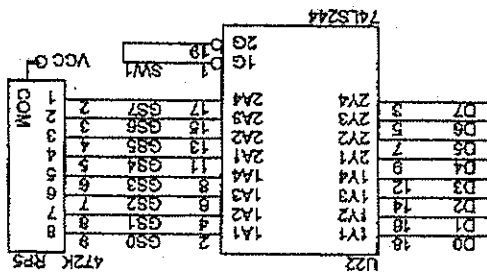 U22 472K RP5
D0 18 1Y1 1A1 2 GS0 9 8
D1 16 1Y2 1A2 4 GS1 8 7
D2 14 1Y3 1A3 6 GS2 7 6
D3 12 1Y4 1A4 8 GS3 6 5
D4 9 2Y1 2A1 11 GS4 5 4
D5 7 2Y2 2A2 13 GS5 4 3
D6 5 2Y3 2A3 15 GS6 3 2
D7 3 2Y4 2A4 17 GS7 2 1
COM
1G 1 SW1
2G 19
VCC
74LS244